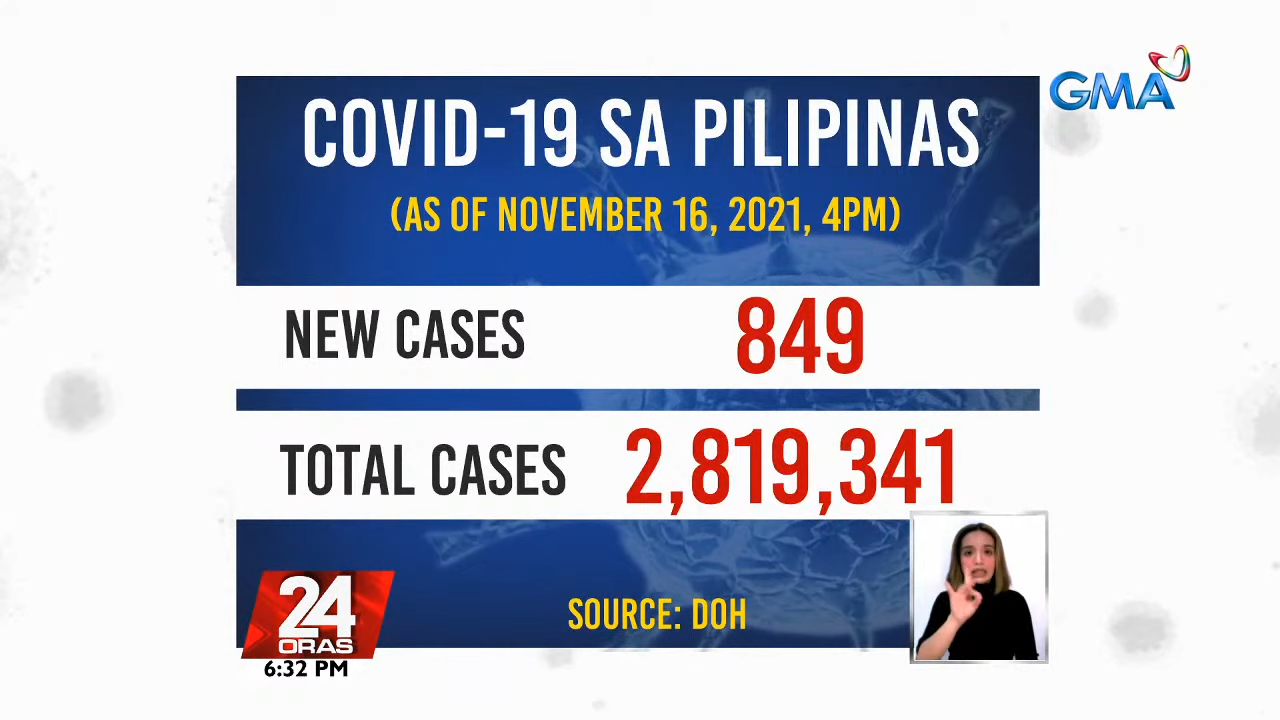 GMA
COVID-19 SA PILIPINAS
(AS OF NOVEMBER 16, 2021, 4PM)
NEW CASES 849
TOTAL CASES 2,819,341
SOURCE: DOH
24
ORAS
6:32 PM